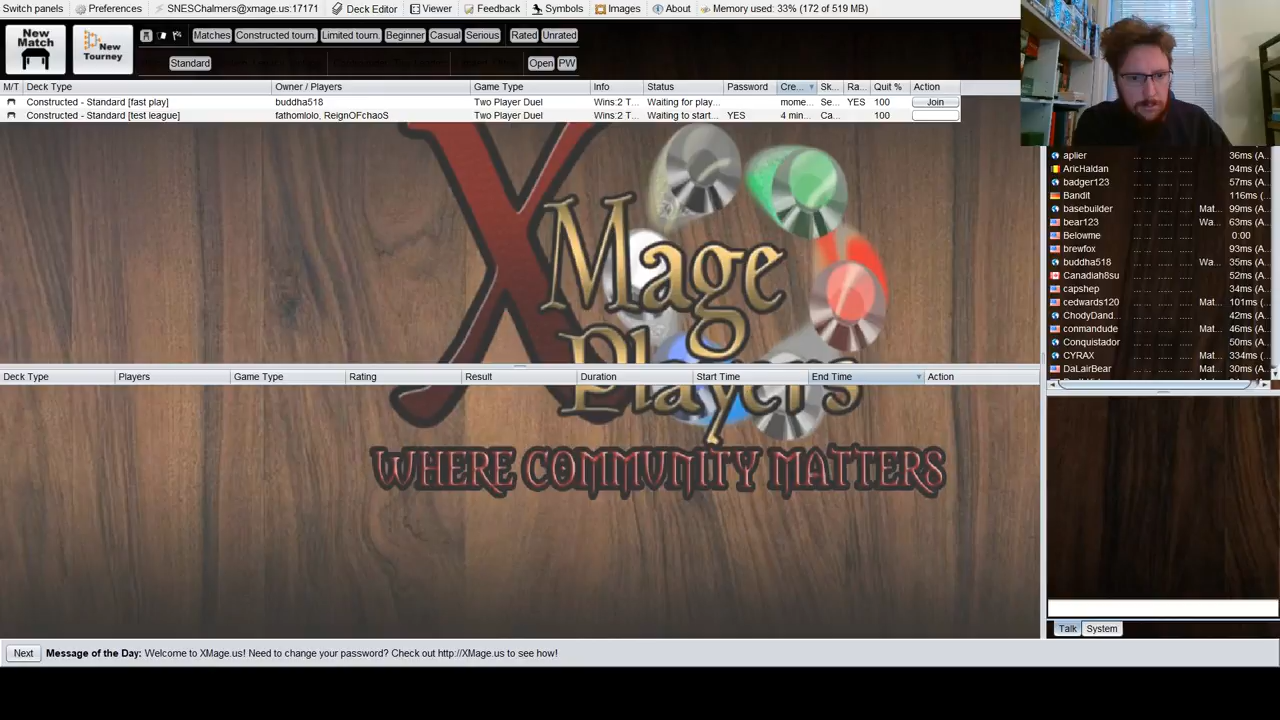 Switch panels Preferences SNESChalmers@xmage.us:17171 Deck Editor Viewer Feedback Symbols Images About Memory used: 33% (172 of 519 MB)
New Match New Tourney Matches Constructed tourn. Limited tourn. Beginner Casual Serious Rated Unrated
Standard Open PW
M/T Deck Type Owner / Players Game Type Info Status Password Cre... Sk... Ra... Quit % Action
Constructed - Standard [fast play] buddha518 Two Player Duel Wins:2 T... Waiting for play... mome... Se... YES 100 Join
Constructed - Standard [test league] fathomlolo, ReignOFchaoS Two Player Duel Wins:2 T... Waiting to start... YES 4 min... Ca... 100
X
Mage
Players
WHERE COMMUNITY MATTERS
Deck Type Players Game Type Rating Result Duration Start Time End Time Action
aplier ... ..... ..... 36ms (A...
AricHaldan ... ..... ..... 94ms (A...
badger123 ... ..... ..... 57ms (A...
Bandit ... ..... ..... 116ms (...
basebuilder ... ..... ..... Mat... 99ms (A...
bear123 ... ..... ..... Wa... 63ms (A...
Belowme ... ..... ..... 0:00
brewfox ... ..... ..... 93ms (A...
buddha518 ... ..... ..... Wa... 35ms (A...
Canadiah8su ... ..... ..... 52ms (A...
capshep ... ..... ..... 34ms (A...
cedwards120 ... ..... ..... Mat... 101ms (...
ChodyDand... ... ..... ..... 42ms (A...
conmandude ... ..... ..... Mat... 46ms (A...
Conquistador ... ..... ..... 50ms (A...
CYRAX ... ..... ..... Mat... 334ms (...
DaLairBear ... ..... ..... Mat... 30ms (A...
Talk System
Next Message of the Day: Welcome to XMage.us! Need to change your password? Check out http://XMage.us to see how!